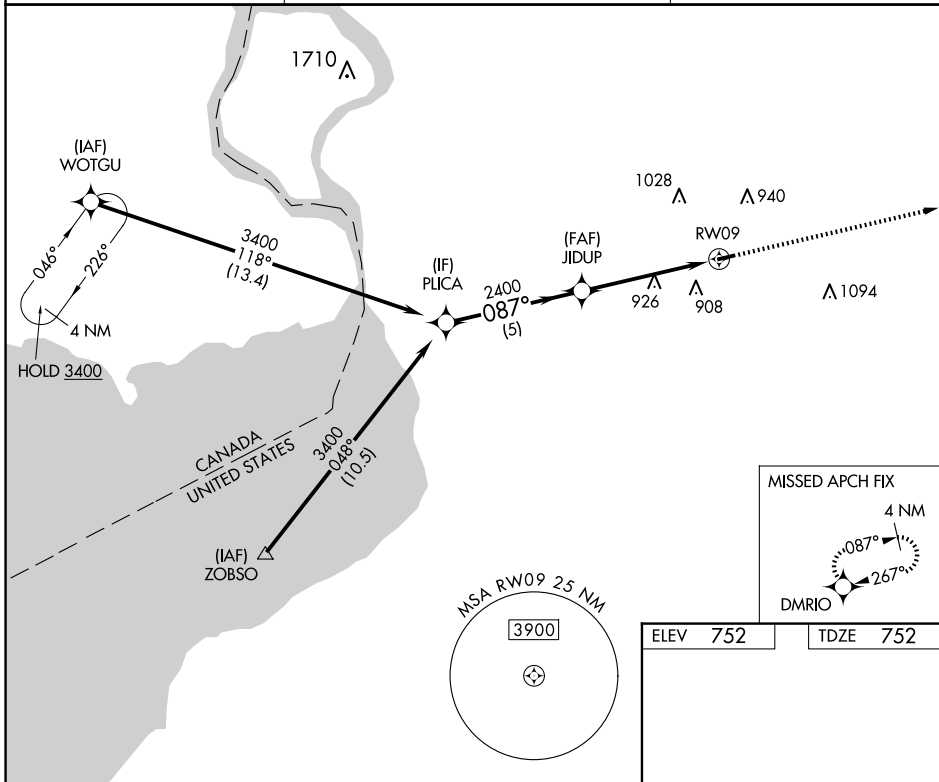 1710
(IAF)
WOTGU
046°
226°
4 NM
HOLD 3400
3400
118°
(13.4)
(IF)
PLICA
2400
087°
(5)
(FAF)
JIDUP
1028
940
RW09
926
908
1094
CANADA
UNITED STATES
3400
048°
(10.5)
(IAF)
ZOBSO
MSA RW09 25 NM
3900
MISSED APCH FIX
4 NM
087°
267°
DMRIO
ELEV 752
TDZE 752